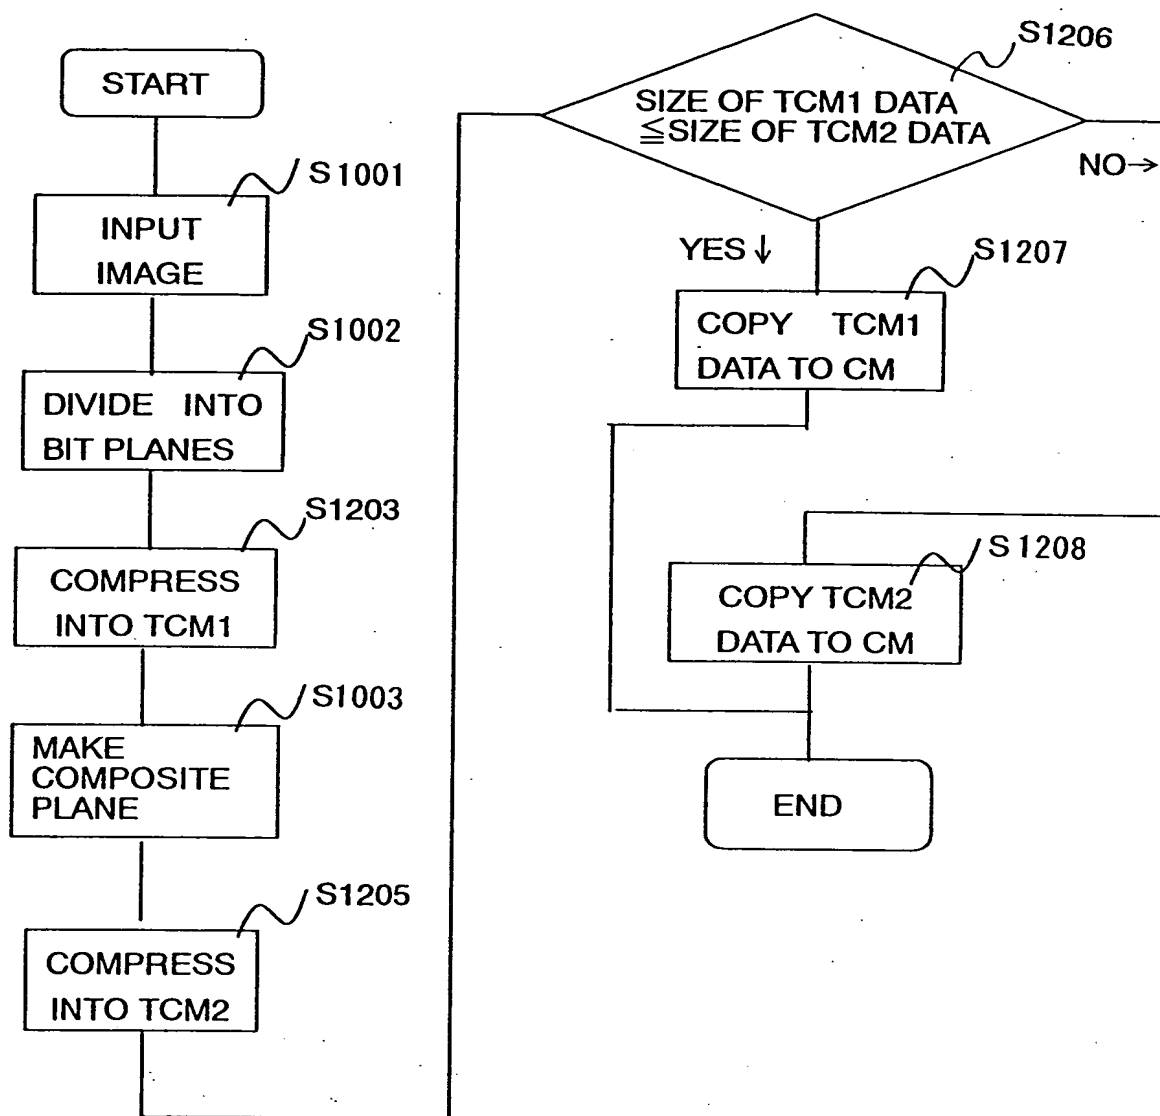 START
S1001
INPUT
IMAGE
S1002
DIVIDE INTO
BIT PLANES
S1203
COMPRESS
INTO TCM1
S1003
MAKE
COMPOSITE
PLANE
S1205
COMPRESS
INTO TCM2
S1206
SIZE OF TCM1 DATA
≦SIZE OF TCM2 DATA
NO→
YES↓
S1207
COPY TCM1
DATA TO CM
S1208
COPY TCM2
DATA TO CM
END